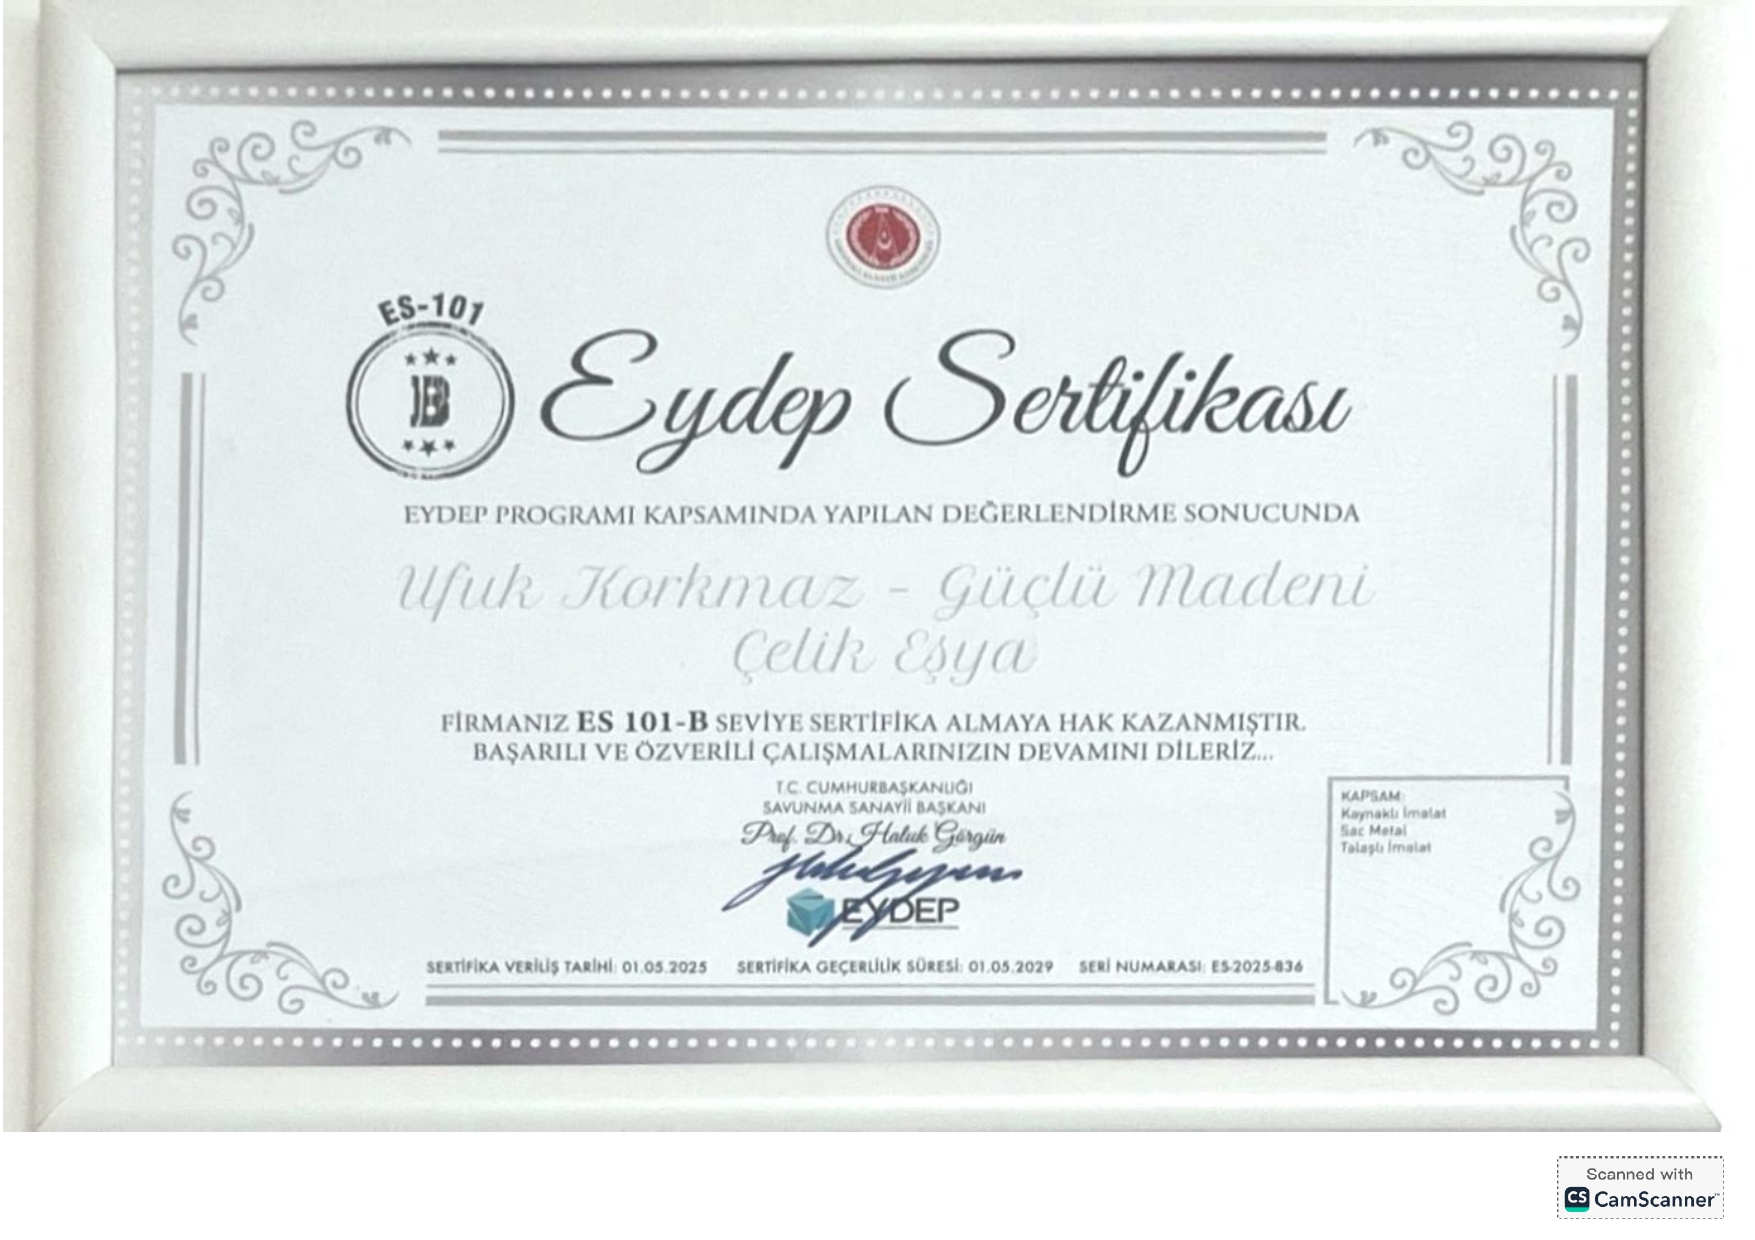 ES-101
B
Eydep Sertifikası
EYDEP PROGRAMI KAPSAMINDA YAPILAN DEĞERLENDİRME SONUCUNDA
Ufuk Korkmaz - Güçlü Madeni
Çelik Eşya
FİRMANIZ ES 101-B SEVİYE SERTİFİKA ALMAYA HAK KAZANMIŞTIR.
BAŞARILI VE ÖZVERİLİ ÇALIŞMALARINIZIN DEVAMINI DİLERİZ...
T.C. CUMHURBAŞKANLIĞI
SAVUNMA SANAYİİ BAŞKANI
Prof. Dr. Haluk Görgün
EYDEP
KAPSAM:
Kaynaklı İmalat
Sac Metal
Talaşlı İmalat
SERTİFİKA VERİLİŞ TARİHİ: 01.05.2025 SERTİFİKA GEÇERLİLİK SÜRESİ: 01.05.2029 SERİ NUMARASI: ES-2025-836
Scanned with
CS CamScanner